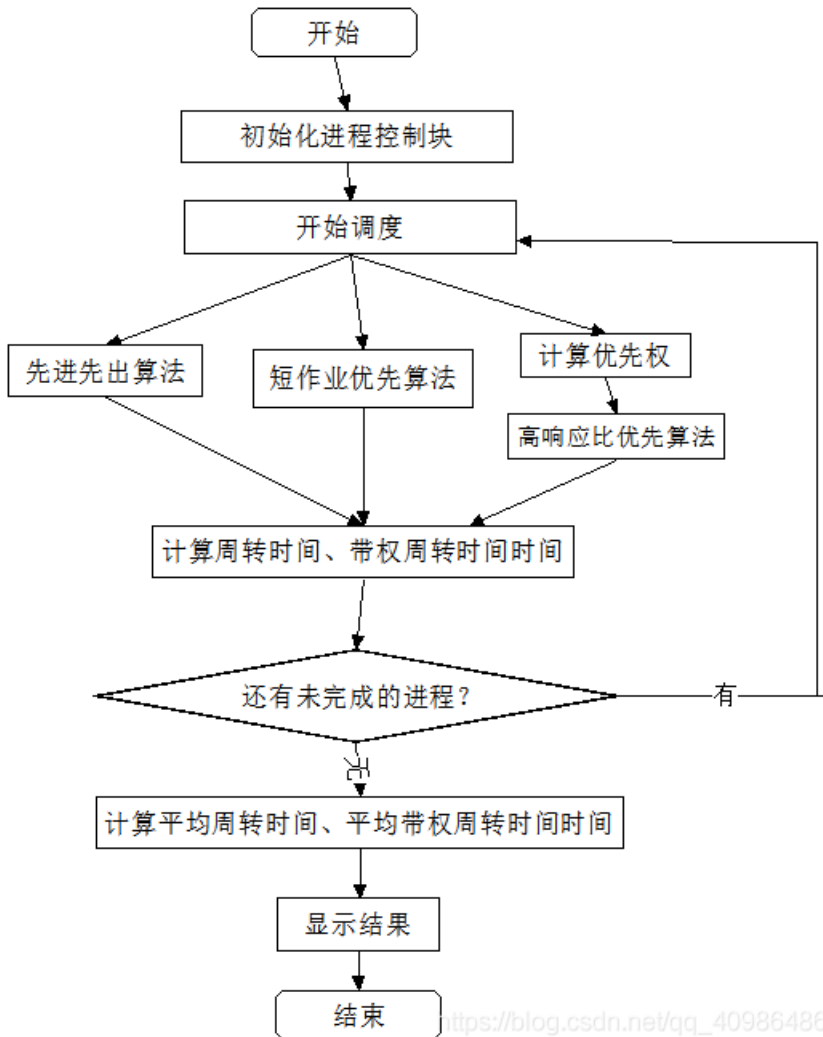 开始
初始化进程控制块
开始调度
先进先出算法
短作业优先算法
计算优先权
高响应比优先算法
计算周转时间、带权周转时间时间
还有未完成的进程？
有
无
计算平均周转时间、平均带权周转时间时间
显示结果
结束
https://blog.csdn.net/qq_40986486